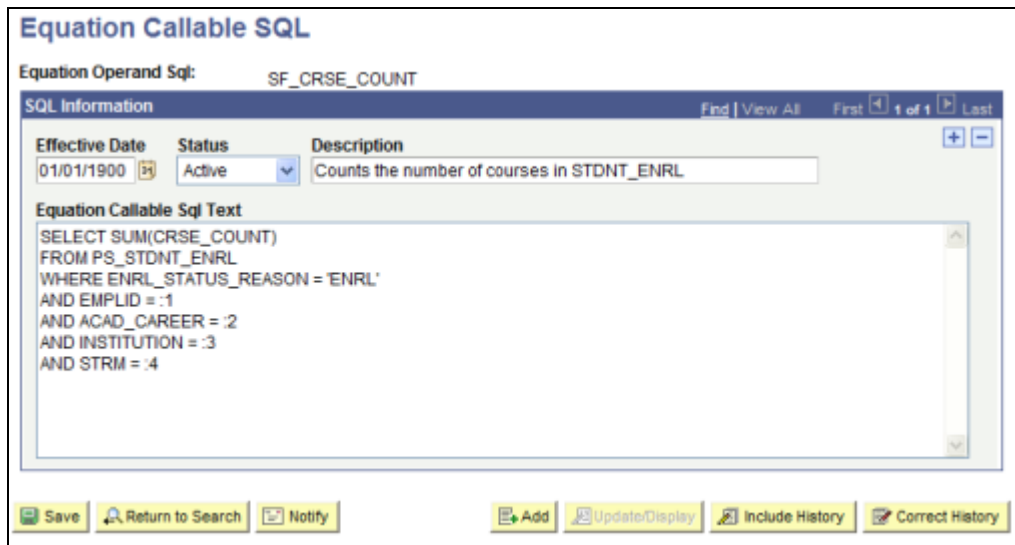 Equation Callable SQL
Equation Operand Sql: SF_CRSE_COUNT
SQL Information Find | View All First 1 of 1 Last
Effective Date Status Description
01/01/1900 31 Active Counts the number of courses in STDNT_ENRL
Equation Callable Sql Text
SELECT SUM(CRSE_COUNT)
FROM PS_STDNT_ENRL
WHERE ENRL_STATUS_REASON = 'ENRL'
AND EMPLID = :1
AND ACAD_CAREER = :2
AND INSTITUTION = :3
AND STRM = :4
Save Return to Search Notify Add Update/Display Include History Correct History